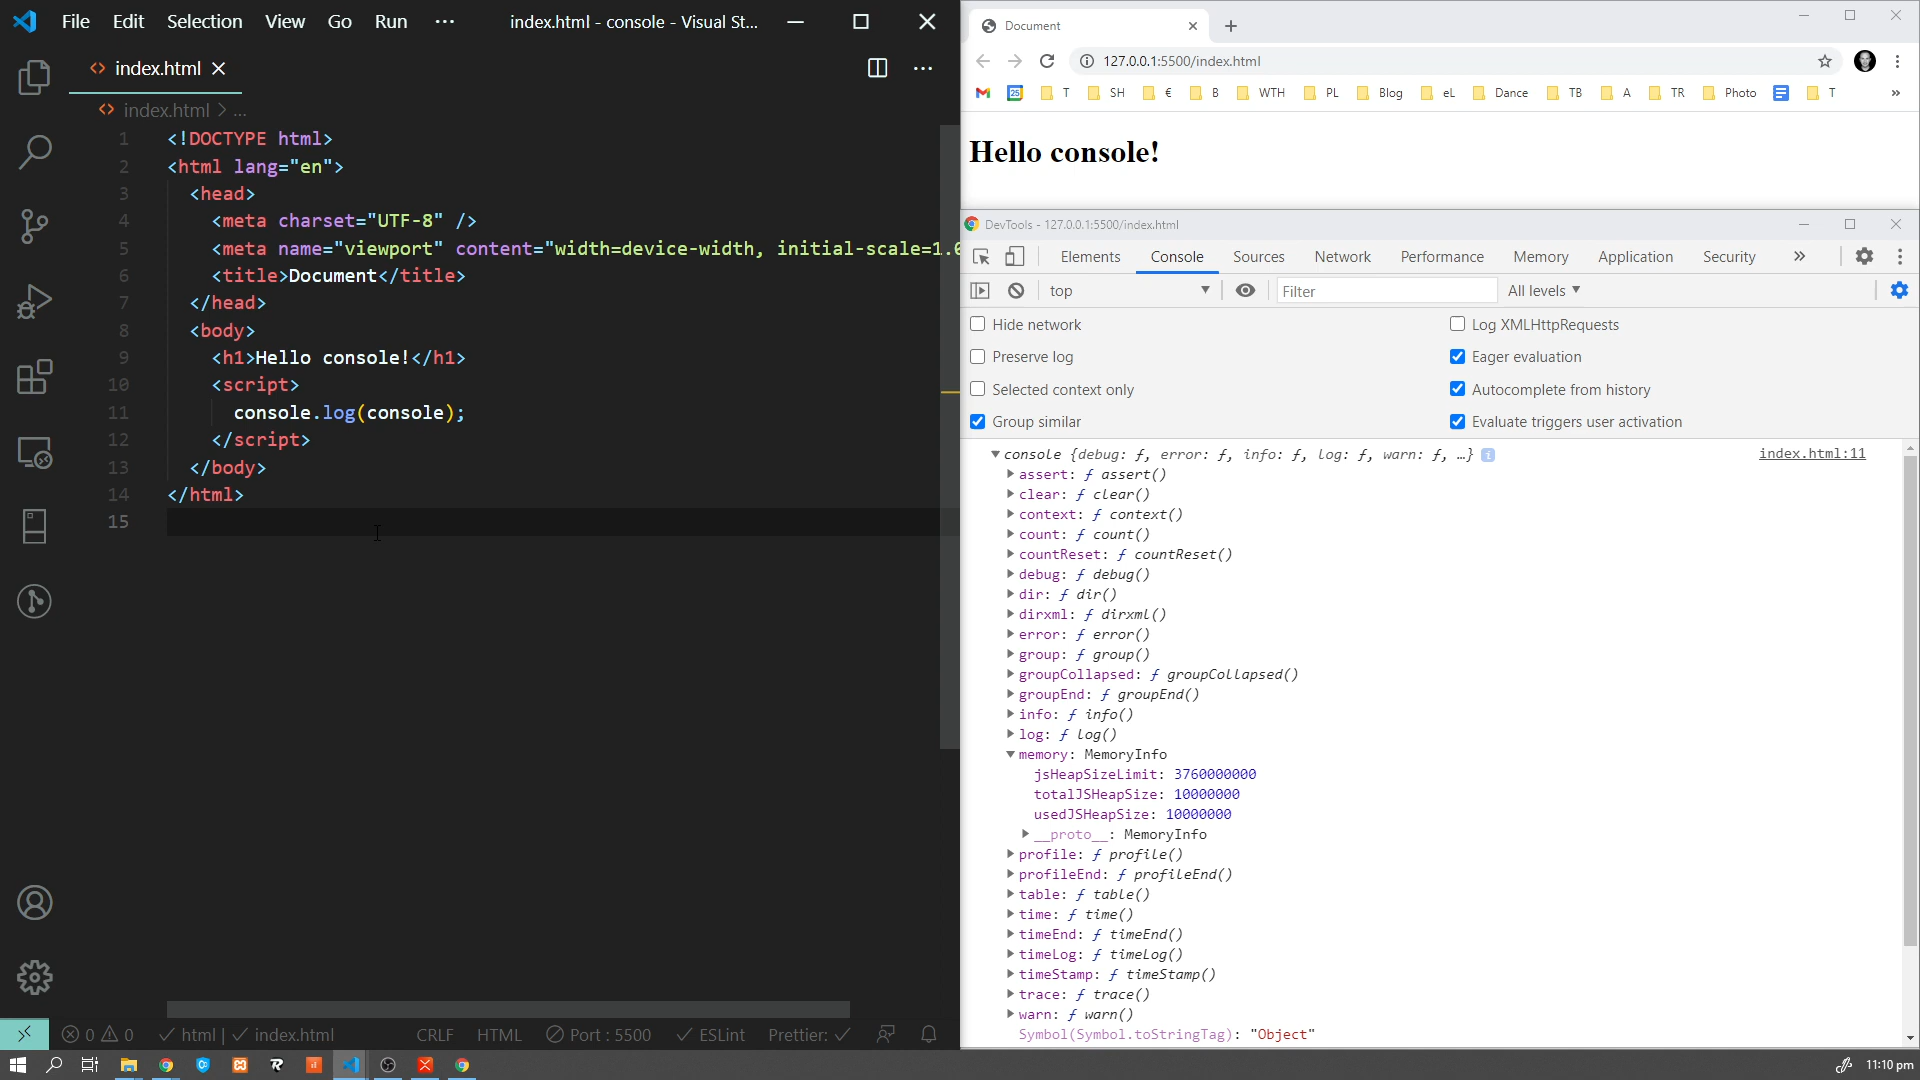 File Edit Selection View Go Run ··· index.html - console - Visual St...
index.html
index.html > ...
1 <!DOCTYPE html>
2 <html lang="en">
3 <head>
4 <meta charset="UTF-8" />
5 <meta name="viewport" content="width=device-width, initial-scale=1.0
6 <title>Document</title>
7 </head>
8 <body>
9 <h1>Hello console!</h1>
10 <script>
11 console.log(console);
12 </script>
13 </body>
14 </html>
15
0 0 html | index.html CRLF HTML Port : 5500 ESLint Prettier: ✓
Document
127.0.0.1:5500/index.html
25 T SH € B WTH PL Blog eL Dance TB A TR Photo T »
Hello console!
DevTools - 127.0.0.1:5500/index.html
Elements Console Sources Network Performance Memory Application Security »
top Filter All levels
Hide network Log XMLHttpRequests
Preserve log Eager evaluation
Selected context only Autocomplete from history
Group similar Evaluate triggers user activation
console {debug: ƒ, error: ƒ, info: ƒ, log: ƒ, warn: ƒ, …} i index.html:11
assert: ƒ assert()
clear: ƒ clear()
context: ƒ context()
count: ƒ count()
countReset: ƒ countReset()
debug: ƒ debug()
dir: ƒ dir()
dirxml: ƒ dirxml()
error: ƒ error()
group: ƒ group()
groupCollapsed: ƒ groupCollapsed()
groupEnd: ƒ groupEnd()
info: ƒ info()
log: ƒ log()
memory: MemoryInfo
jsHeapSizeLimit: 3760000000
totalJSHeapSize: 10000000
usedJSHeapSize: 10000000
__proto__: MemoryInfo
profile: ƒ profile()
profileEnd: ƒ profileEnd()
table: ƒ table()
time: ƒ time()
timeEnd: ƒ timeEnd()
timeLog: ƒ timeLog()
timeStamp: ƒ timeStamp()
trace: ƒ trace()
warn: ƒ warn()
Symbol(Symbol.toStringTag): "Object"
11:10 pm